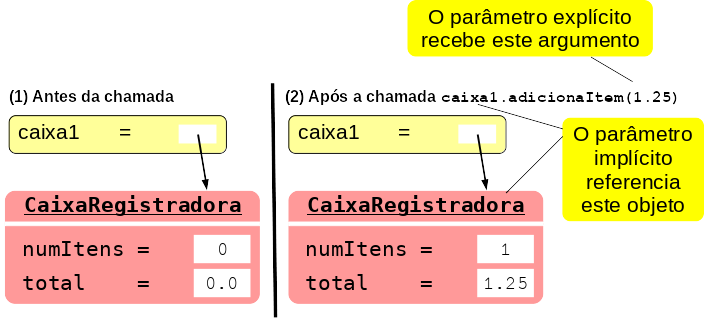 O parâmetro explícito
recebe este argumento
(1) Antes da chamada
caixa1 =
CaixaRegistradora
numItens = 0
total = 0.0
(2) Após a chamada caixa1.adicionaItem(1.25)
caixa1 =
O parâmetro
implícito
referencia
este objeto
CaixaRegistradora
numItens = 1
total = 1.25